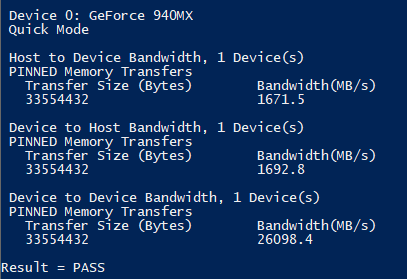 Device 0: GeForce 940MX
Quick Mode
Host to Device Bandwidth, 1 Device(s)
PINNED Memory Transfers
Transfer Size (Bytes) Bandwidth(MB/s)
33554432 1671.5
Device to Host Bandwidth, 1 Device(s)
PINNED Memory Transfers
Transfer Size (Bytes) Bandwidth(MB/s)
33554432 1692.8
Device to Device Bandwidth, 1 Device(s)
PINNED Memory Transfers
Transfer Size (Bytes) Bandwidth(MB/s)
33554432 26098.4
Result = PASS